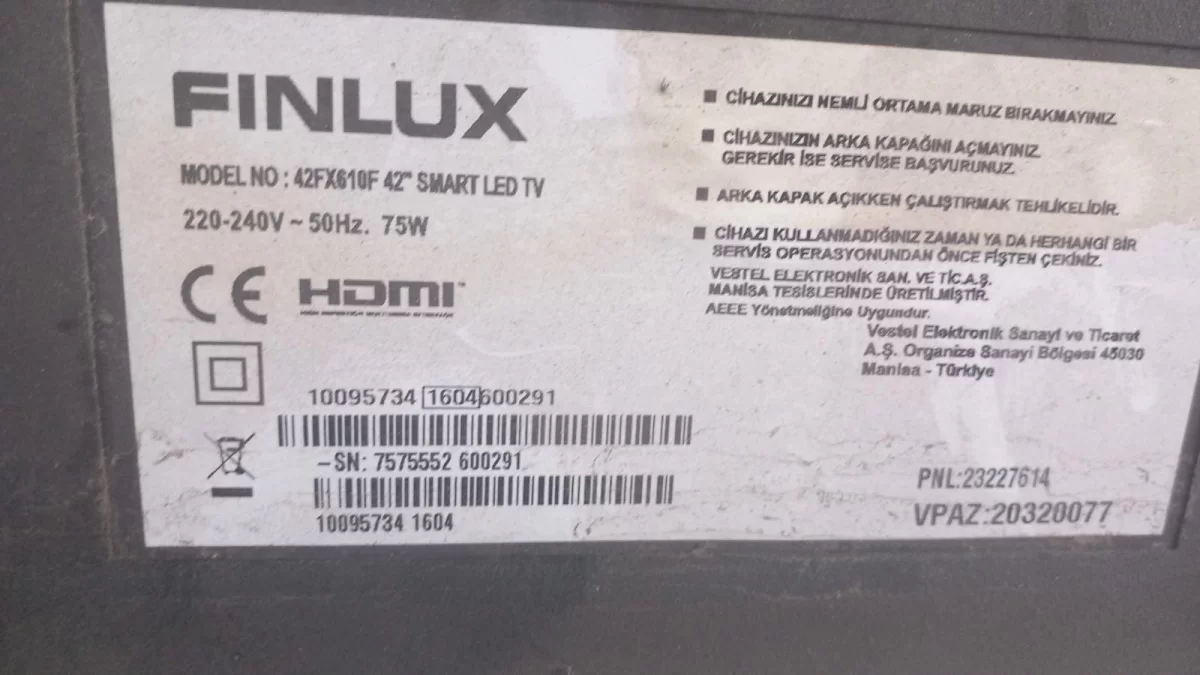 FINLUX
MODEL NO : 42FX610F 42" SMART LED TV
220-240V ~ 50Hz. 75W
CE HDMI
10095734 1604 600291
-SN: 7575552 600291
10095734 1604
■ CİHAZINIZI NEMLİ ORTAMA MARUZ BIRAKMAYINIZ.
■ CİHAZINIZIN ARKA KAPAĞINI AÇMAYINIZ.
GEREKİR İSE SERVİSE BAŞVURUNUZ.
■ ARKA KAPAK AÇIKKEN ÇALIŞTIRMAK TEHLİKELİDİR.
■ CİHAZI KULLANMADIĞINIZ ZAMAN YA DA HERHANGİ BİR
SERVİS OPERASYONUNDAN ÖNCE FİŞTEN ÇEKİNİZ.
VESTEL ELEKTRONİK SAN. VE TİC.A.Ş.
MANİSA TESİSLERİNDE ÜRETİLMİŞTİR.
AEEE Yönetmeliğine Uygundur.
Vestel Elektronik Sanayi ve Ticaret
A.Ş. Organize Sanayi Bölgesi 45030
Manisa - Türkiye
PNL:23227614
VPAZ:20320077